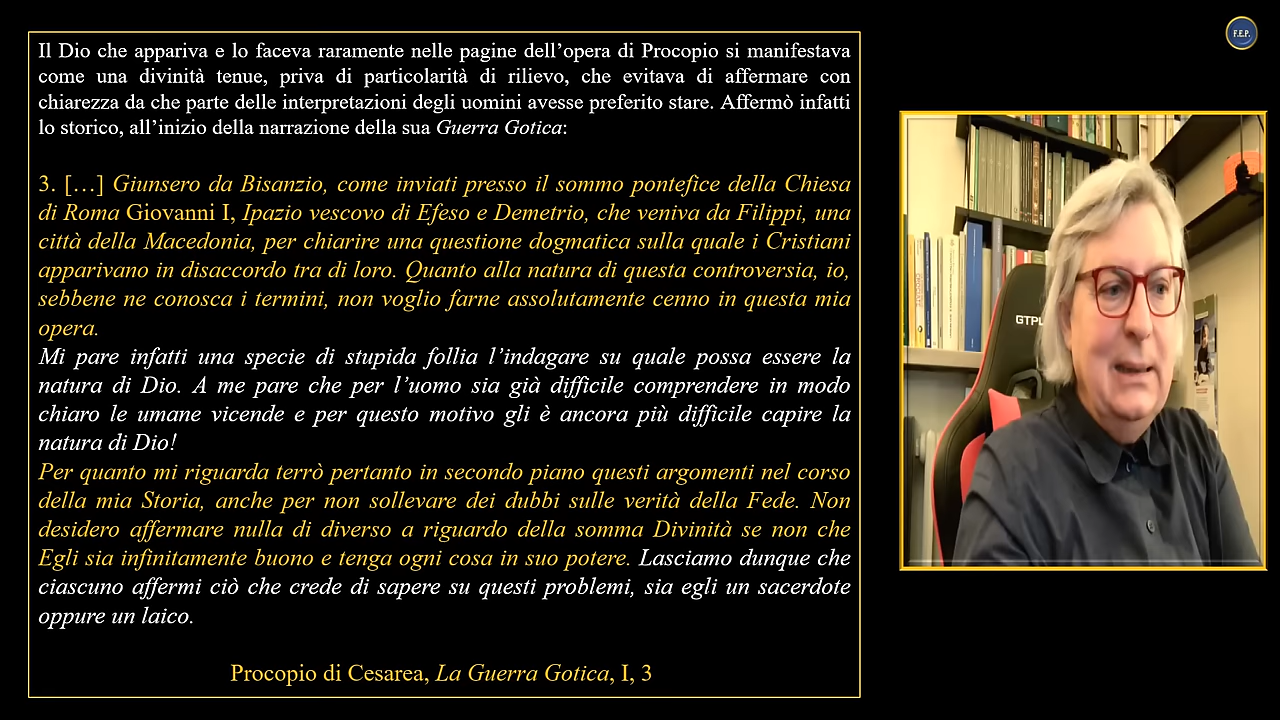 Il Dio che appariva e lo faceva raramente nelle pagine dell'opera di Procopio si manifestava
come una divinità tenue, priva di particolarità di rilievo, che evitava di affermare con
chiarezza da che parte delle interpretazioni degli uomini avesse preferito stare. Affermò infatti
lo storico, all'inizio della narrazione della sua Guerra Gotica:
3. […] Giunsero da Bisanzio, come inviati presso il sommo pontefice della Chiesa
di Roma Giovanni I, Ipazio vescovo di Efeso e Demetrio, che veniva da Filippi, una
città della Macedonia, per chiarire una questione dogmatica sulla quale i Cristiani
apparivano in disaccordo tra di loro. Quanto alla natura di questa controversia, io,
sebbene ne conosca i termini, non voglio farne assolutamente cenno in questa mia
opera.
Mi pare infatti una specie di stupida follia l'indagare su quale possa essere la
natura di Dio. A me pare che per l'uomo sia già difficile comprendere in modo
chiaro le umane vicende e per questo motivo gli è ancora più difficile capire la
natura di Dio!
Per quanto mi riguarda terrò pertanto in secondo piano questi argomenti nel corso
della mia Storia, anche per non sollevare dei dubbi sulle verità della Fede. Non
desidero affermare nulla di diverso a riguardo della somma Divinità se non che
Egli sia infinitamente buono e tenga ogni cosa in suo potere. Lasciamo dunque che
ciascuno affermi ciò che crede di sapere su questi problemi, sia egli un sacerdote
oppure un laico.
Procopio di Cesarea, La Guerra Gotica, I, 3
F.E.P.
GTPL